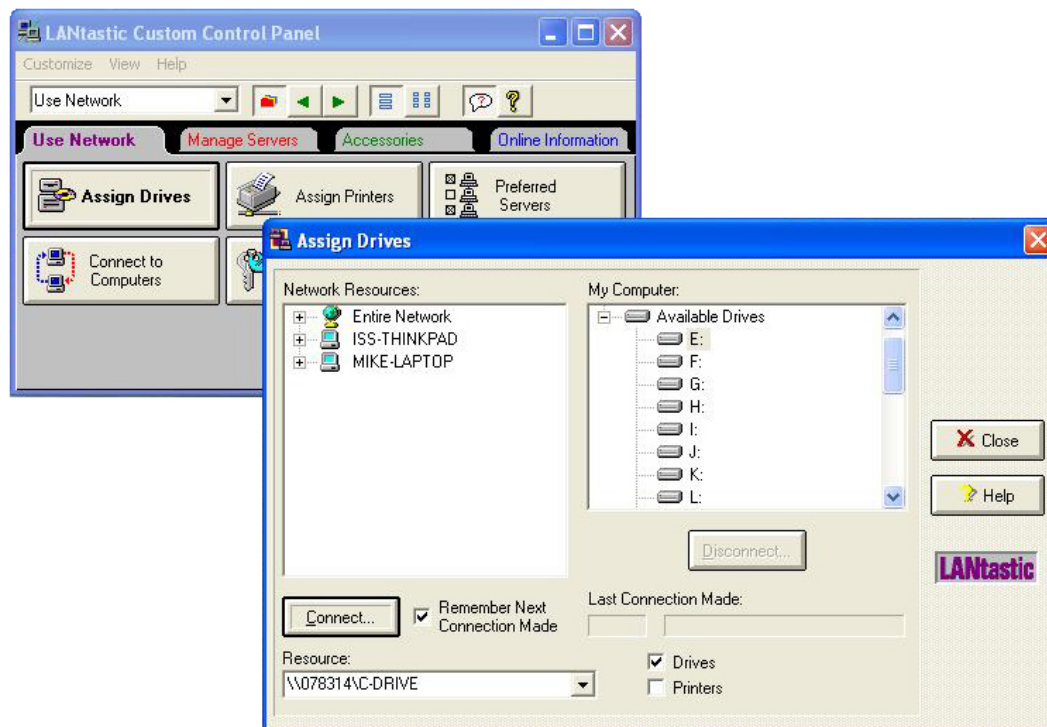 LANtastic Custom Control Panel
Customize View Help
Use Network
Use Network Manage Servers Accessories Online Information
Assign Drives
Assign Printers
Preferred
Servers
Connect to
Computers
Assign Drives
Network Resources:
Entire Network
ISS-THINKPAD
MIKE-LAPTOP
My Computer:
Available Drives
E:
F:
G:
H:
I:
J:
K:
L:
Close
Help
Disconnect...
LANtastic
Connect...
Remember Next
Connection Made
Last Connection Made:
Resource:
\\078314\C-DRIVE
Drives
Printers